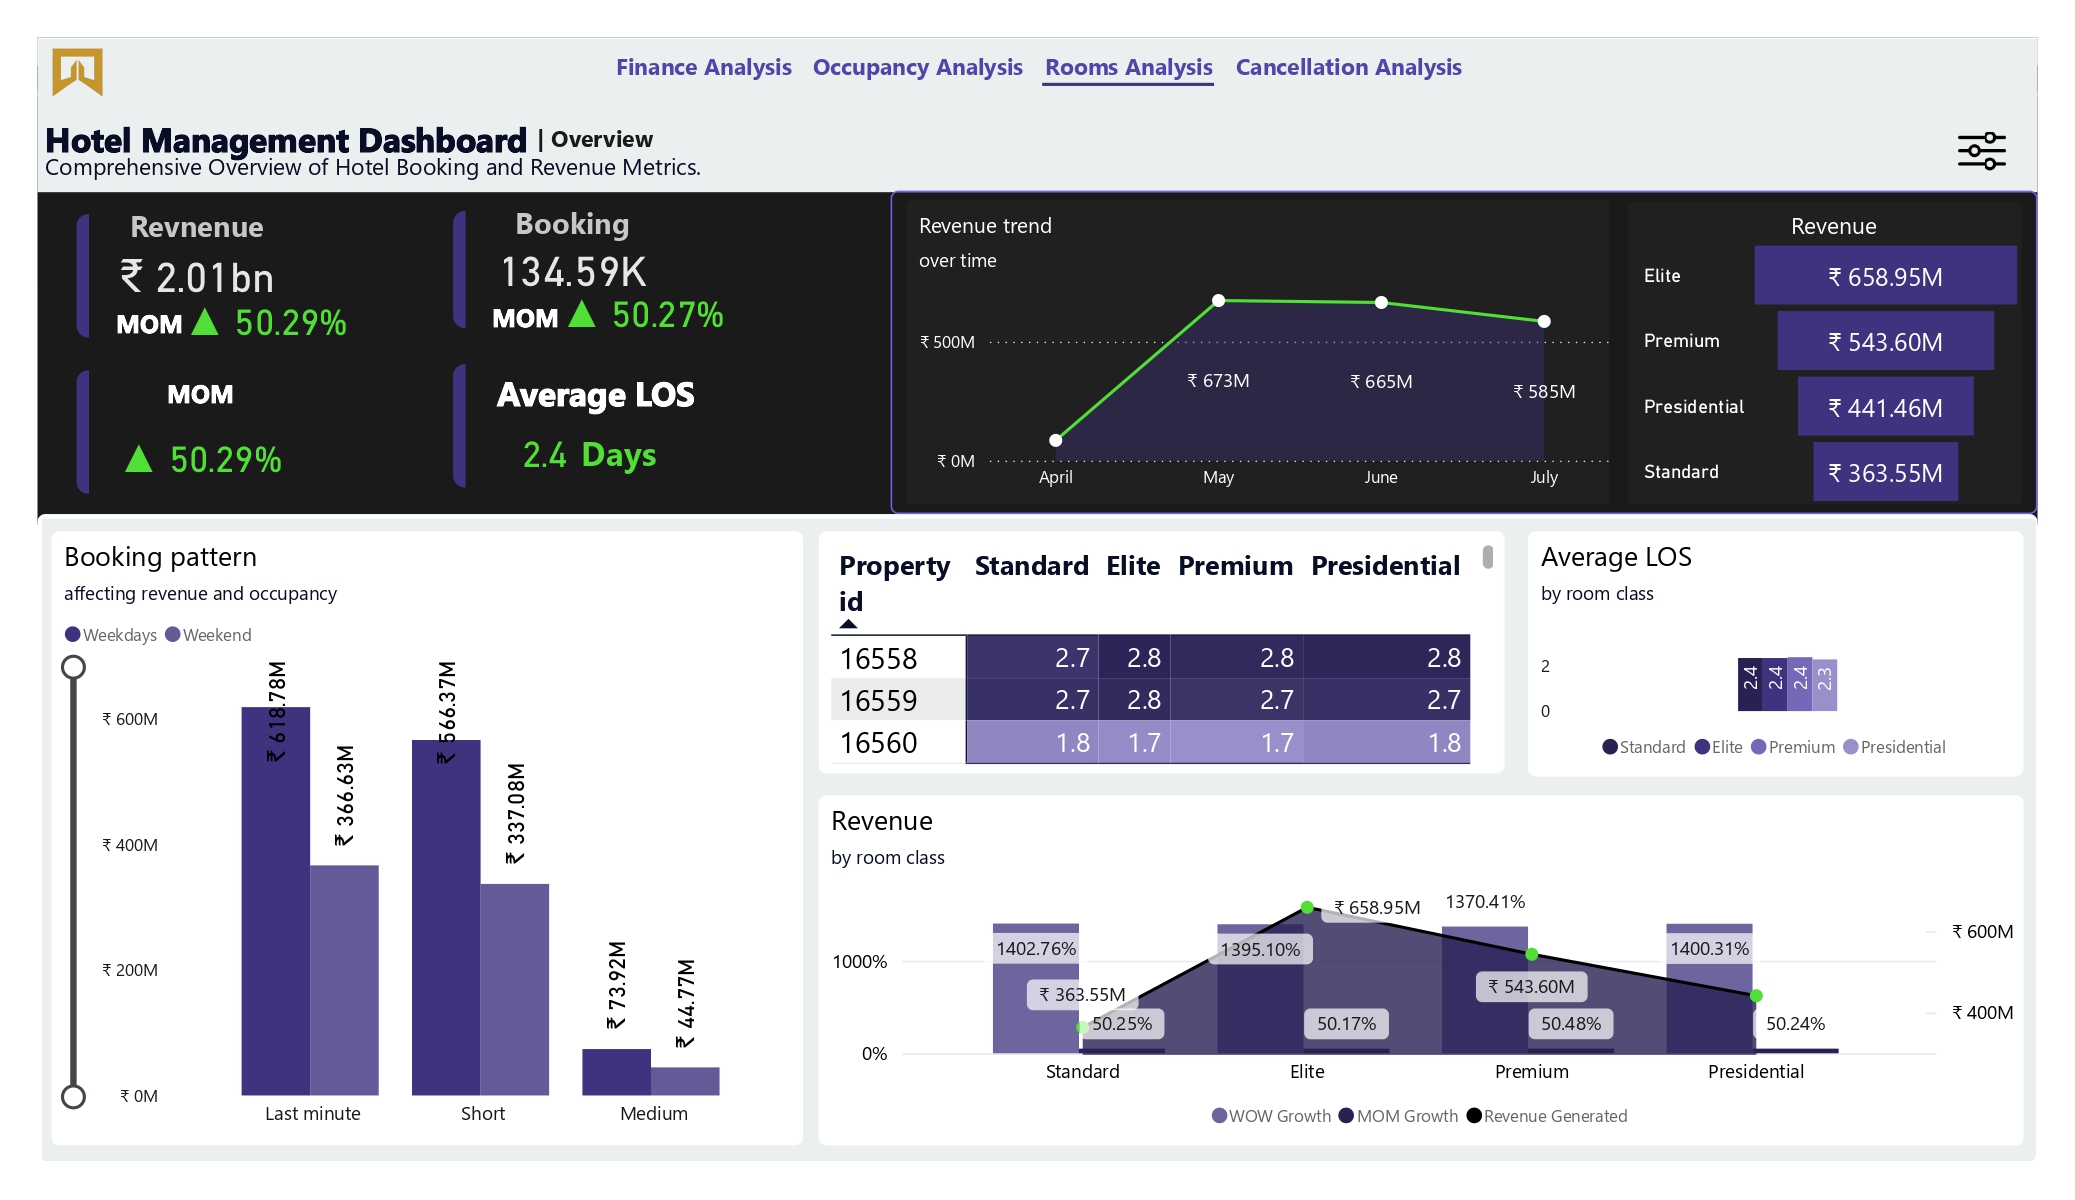 Finance Analysis Occupancy Analysis Rooms Analysis Cancellation Analysis
Hotel Management Dashboard | Overview
Comprehensive Overview of Hotel Booking and Revenue Metrics.
Revnenue
₹ 2.01bn
MOM ▲ 50.29%
Booking
134.59K
MOM ▲ 50.27%
MOM
▲ 50.29%
Average LOS
2.4 Days
Revenue trend
over time
₹ 500M
₹ 0M
₹ 673M
₹ 665M
₹ 585M
April May June July
Revenue
Elite ₹ 658.95M
Premium ₹ 543.60M
Presidential ₹ 441.46M
Standard ₹ 363.55M
Booking pattern
affecting revenue and occupancy
Weekdays Weekend
₹ 600M
₹ 400M
₹ 200M
₹ 0M
₹ 618.78M
₹ 366.63M
₹ 566.37M
₹ 337.08M
₹ 73.92M
₹ 44.77M
Last minute Short Medium
Property id Standard Elite Premium Presidential
16558 2.7 2.8 2.8 2.8
16559 2.7 2.8 2.7 2.7
16560 1.8 1.7 1.7 1.8
Average LOS
by room class
2
0
2.4 2.4 2.4 2.3
Standard Elite Premium Presidential
Revenue
by room class
1000%
0%
1402.76%
₹ 363.55M
50.25%
1395.10%
₹ 658.95M
50.17%
1370.41%
₹ 543.60M
50.48%
1400.31%
50.24%
₹ 600M
₹ 400M
Standard Elite Premium Presidential
WOW Growth MOM Growth Revenue Generated